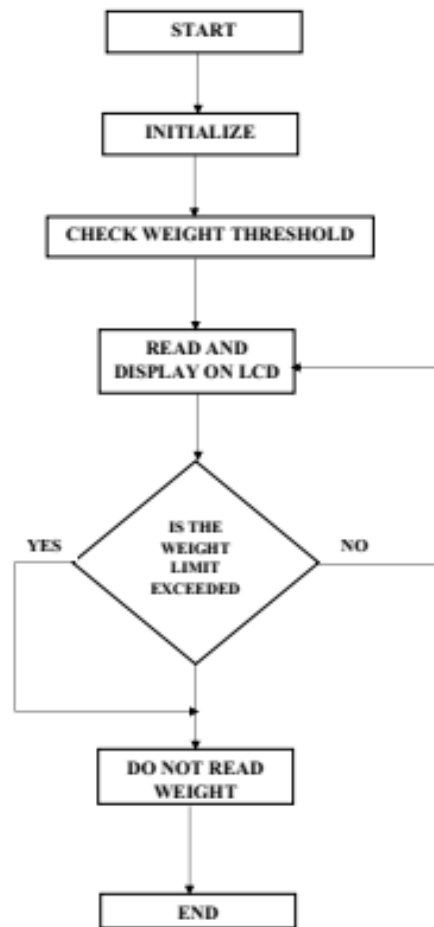 START
INITIALIZE
CHECK WEIGHT THRESHOLD
READ AND
DISPLAY ON LCD
IS THE
WEIGHT
LIMIT
EXCEEDED
YES
NO
DO NOT READ
WEIGHT
END